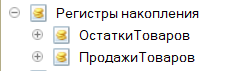 Регистры накопления
ОстаткиТоваров
ПродажиТоваров